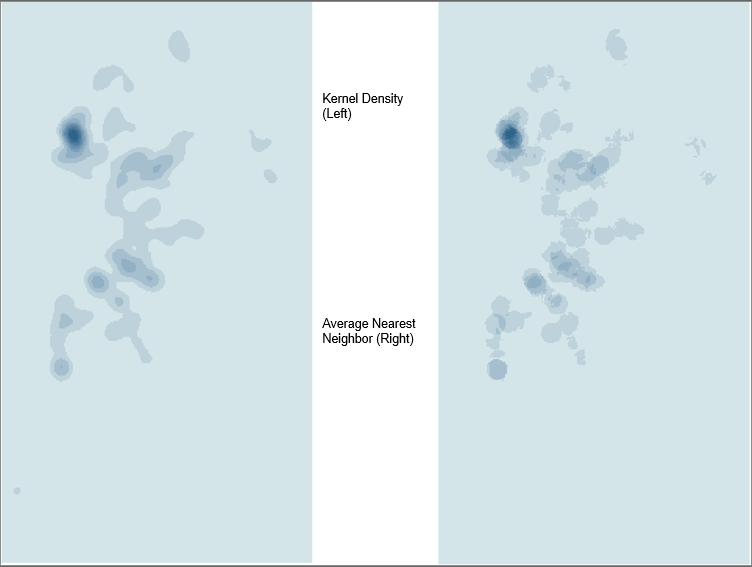 Kernel Density
(Left)
Average Nearest
Neighbor (Right)